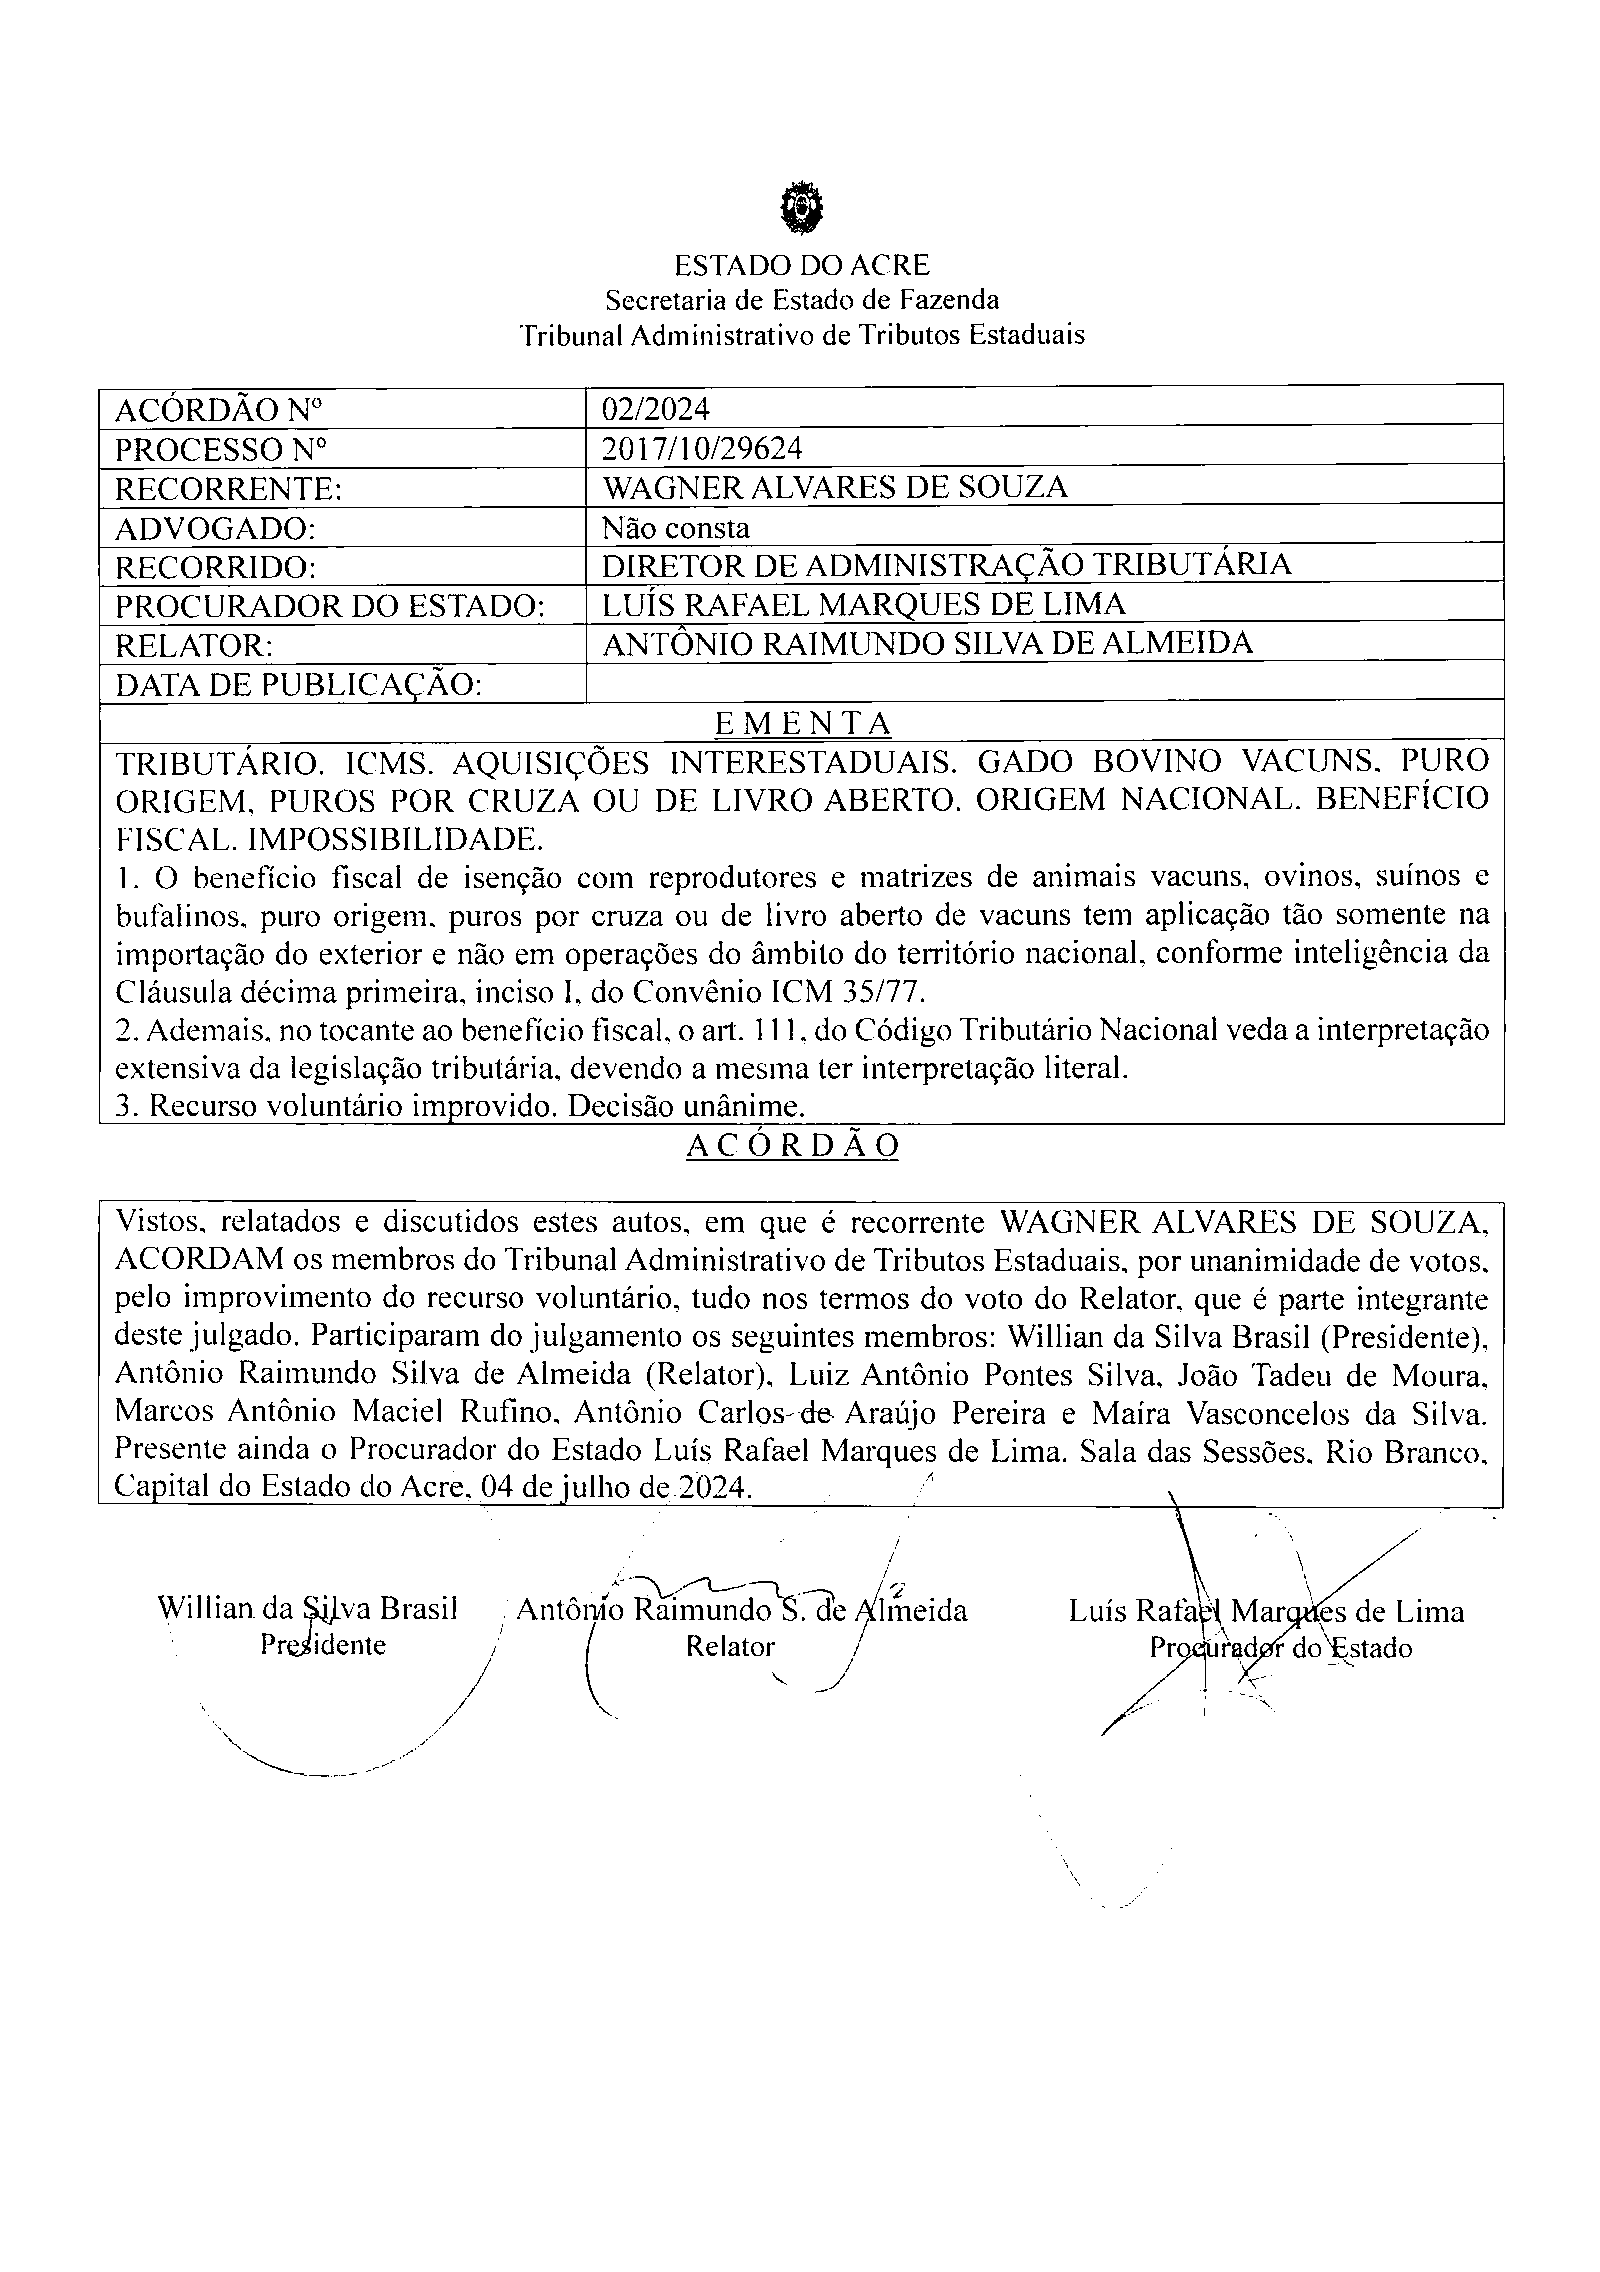 ESTADO DO ACRE
Secretaria de Estado de Fazenda
Tribunal Administrativo de Tributos Estaduais
ACÓRDÃO Nº 02/2024
PROCESSO Nº 2017/10/29624
RECORRENTE: WAGNER ALVARES DE SOUZA
ADVOGADO: Não consta
RECORRIDO: DIRETOR DE ADMINISTRAÇÃO TRIBUTÁRIA
PROCURADOR DO ESTADO: LUÍS RAFAEL MARQUES DE LIMA
RELATOR: ANTÔNIO RAIMUNDO SILVA DE ALMEIDA
DATA DE PUBLICAÇÃO:
E M E N T A
TRIBUTÁRIO. ICMS. AQUISIÇÕES INTERESTADUAIS. GADO BOVINO VACUNS. PURO
ORIGEM, PUROS POR CRUZA OU DE LIVRO ABERTO. ORIGEM NACIONAL. BENEFÍCIO
FISCAL. IMPOSSIBILIDADE.
1. O benefício fiscal de isenção com reprodutores e matrizes de animais vacuns, ovinos, suínos e
bufalinos, puro origem, puros por cruza ou de livro aberto de vacuns tem aplicação tão somente na
importação do exterior e não em operações do âmbito do território nacional, conforme inteligência da
Cláusula décima primeira, inciso I, do Convênio ICM 35/77.
2. Ademais, no tocante ao benefício fiscal, o art. 111, do Código Tributário Nacional veda a interpretação
extensiva da legislação tributária, devendo a mesma ter interpretação literal.
3. Recurso voluntário improvido. Decisão unânime.
A C Ó R D Ã O
Vistos, relatados e discutidos estes autos, em que é recorrente WAGNER ALVARES DE SOUZA,
ACORDAM os membros do Tribunal Administrativo de Tributos Estaduais, por unanimidade de votos,
pelo improvimento do recurso voluntário, tudo nos termos do voto do Relator, que é parte integrante
deste julgado. Participaram do julgamento os seguintes membros: Willian da Silva Brasil (Presidente),
Antônio Raimundo Silva de Almeida (Relator), Luiz Antônio Pontes Silva, João Tadeu de Moura,
Marcos Antônio Maciel Rufino, Antônio Carlos de Araújo Pereira e Maíra Vasconcelos da Silva.
Presente ainda o Procurador do Estado Luís Rafael Marques de Lima. Sala das Sessões, Rio Branco,
Capital do Estado do Acre, 04 de julho de 2024.
Willian da Silva Brasil Antônio Raimundo S. de Almeida Luís Rafael Marques de Lima
Presidente Relator Procurador do Estado